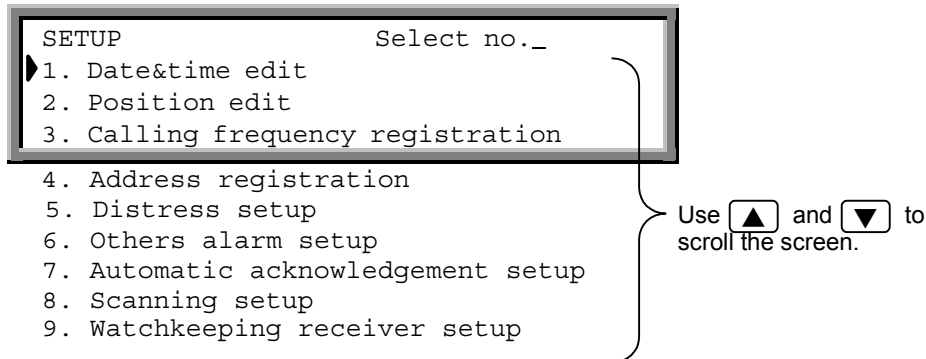 SETUP Select no._
1. Date&time edit
2. Position edit
3. Calling frequency registration
4. Address registration
5. Distress setup
6. Others alarm setup
7. Automatic acknowledgement setup
8. Scanning setup
9. Watchkeeping receiver setup
Use ▲ and ▼ to
scroll the screen.